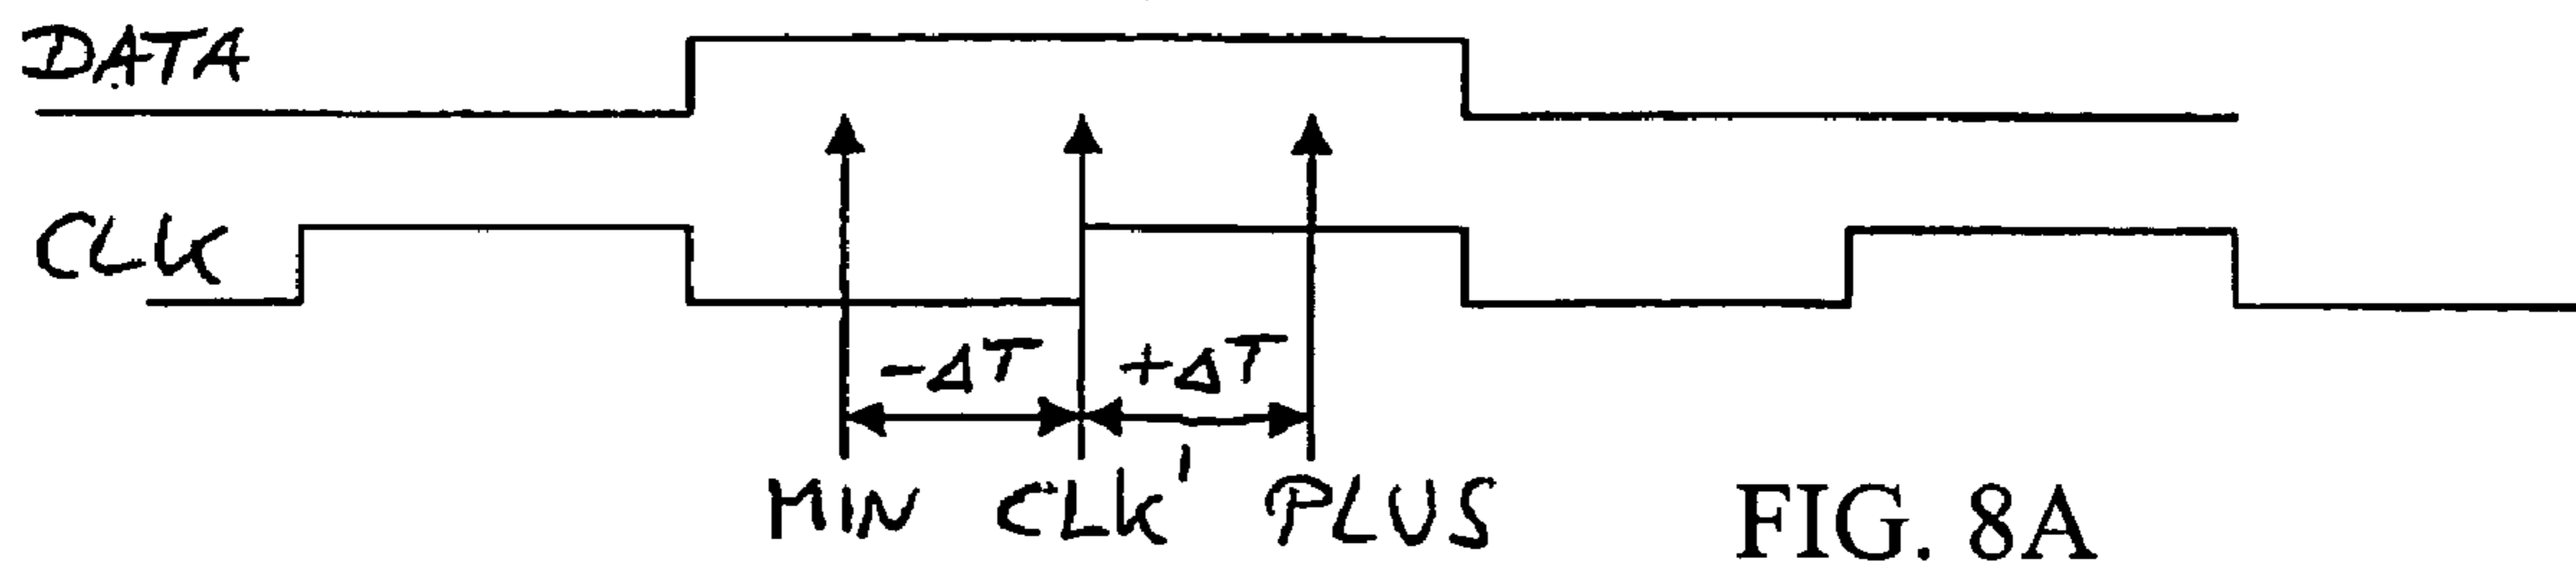 DATA
CLK
-ΔT +ΔT
MIN CLK' PLUS
FIG. 8A